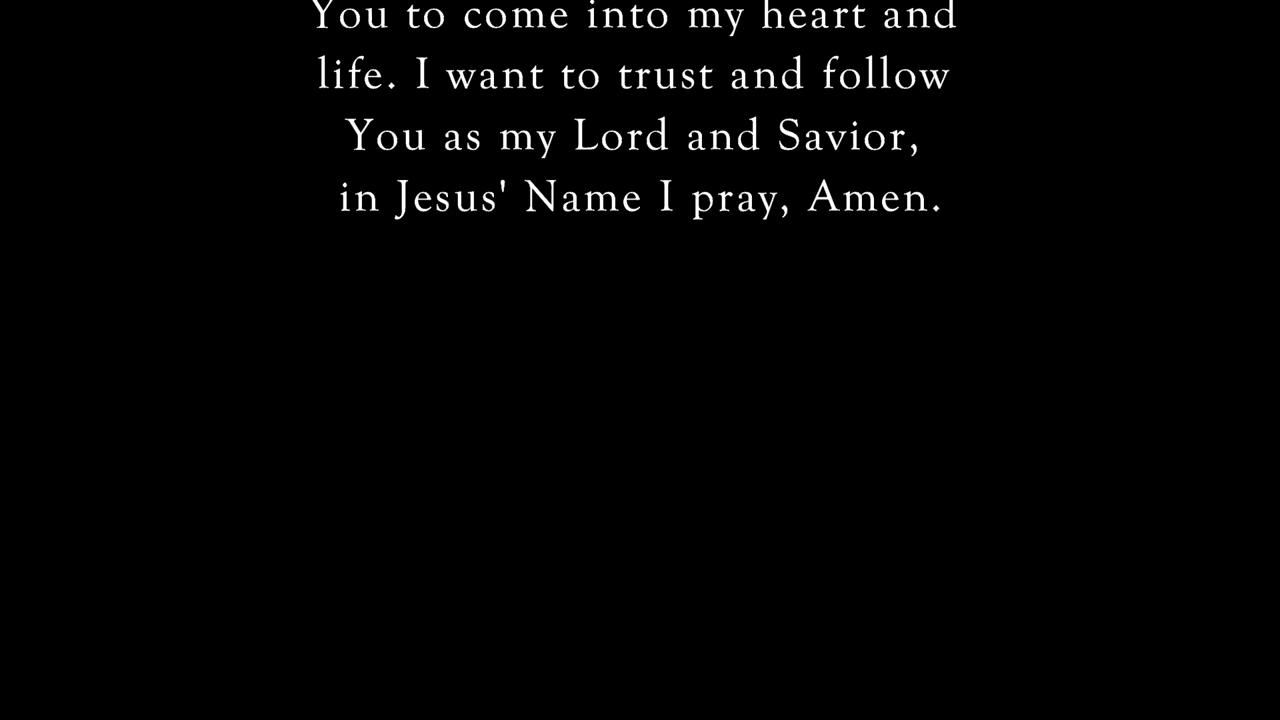 You to come into my heart and
life. I want to trust and follow
You as my Lord and Savior,
in Jesus' Name I pray, Amen.